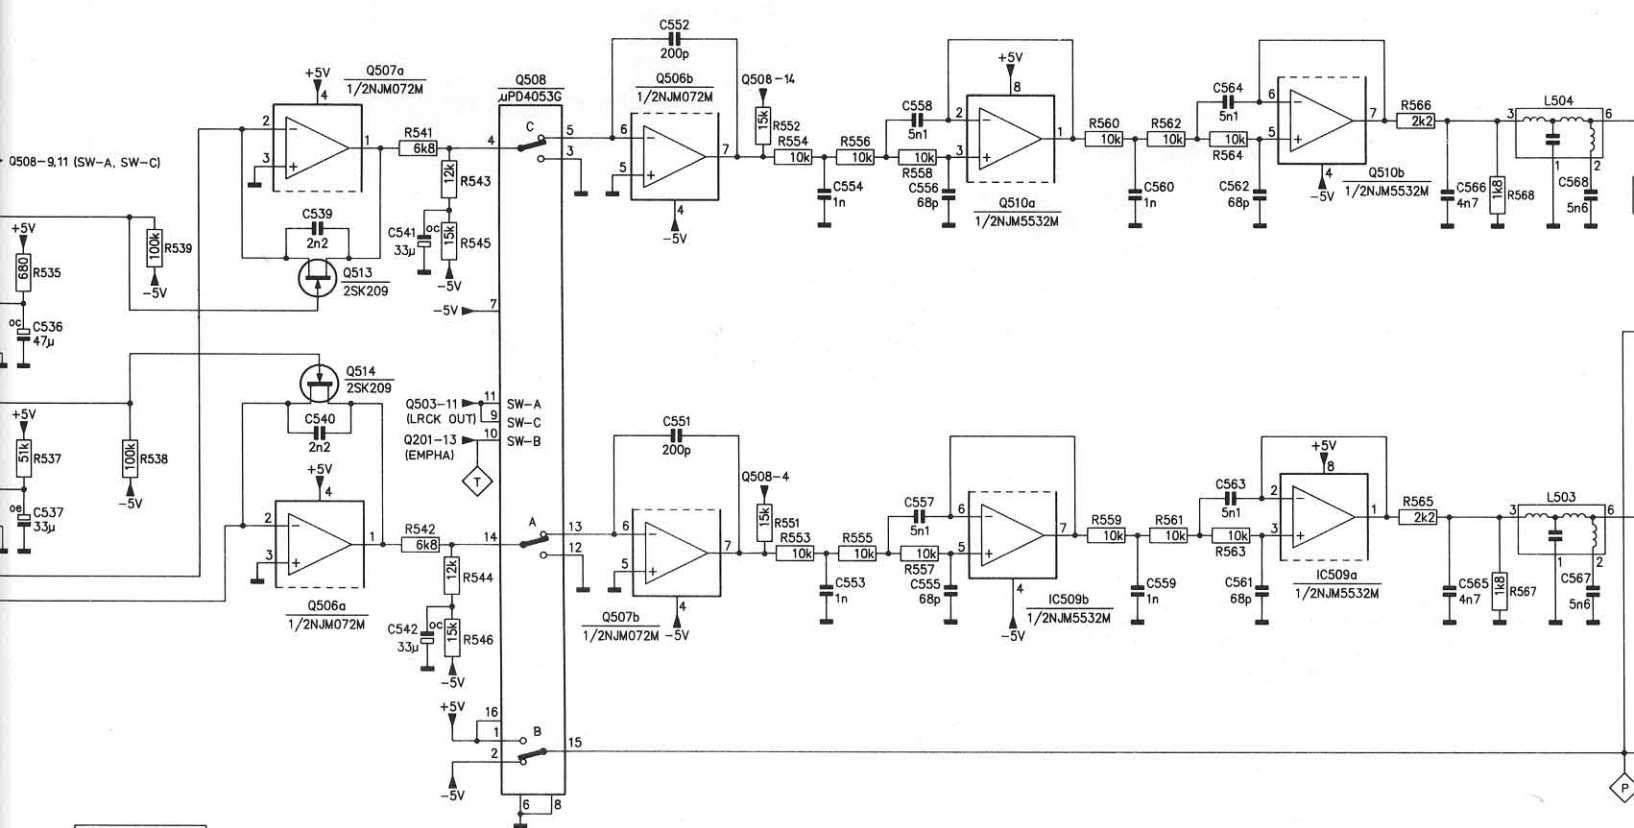 C552
200p
Q507a
1/2NJM072M
+5V
4
2
3
1
Q508
µPD4053G
Q506b
1/2NJM072M
Q508-14
15k
R552
C558
5n1
+5V
8
2
3
1
C564
5n1
6
5
7
R566
2k2
L504
3
6
1
2
R541
6k8
4
C
5
3
6
5
7
R554
10k
R556
10k
R558
10k
R560
10k
R562
10k
R564
10k
Q508-9,11 (SW-A, SW-C)
12k
R543
C539
2n2
C541
33µ
oc
15k
R545
-5V
4
-5V
C554
1n
C556
68p
Q510a
1/2NJM5532M
C560
1n
C562
68p
4
-5V
Q510b
1/2NJM5532M
C566
4n7
1k8
R568
C568
5n6
+5V
680
R535
100k
R539
-5V
Q513
2SK209
-5V
7
oc
C536
47µ
Q514
2SK209
C540
2n2
Q503-11
(LRCK OUT)
11
SW-A
9
SW-C
Q201-13
(EMPHA)
10
SW-B
T
+5V
51k
R537
100k
R538
-5V
oe
C537
33µ
C551
200p
Q508-4
15k
R551
C557
5n1
C563
5n1
+5V
8
+5V
4
2
3
1
R542
6k8
14
A
13
12
6
5
7
R553
10k
R555
10k
R557
10k
6
5
7
R559
10k
R561
10k
R563
10k
2
3
1
R565
2k2
L503
3
6
1
2
12k
R544
Q506a
1/2NJM072M
C542
33µ
oc
15k
R546
-5V
Q507b
1/2NJM072M
4
-5V
C553
1n
C555
68p
4
-5V
IC509b
1/2NJM5532M
C559
1n
C561
68p
IC509a
1/2NJM5532M
C565
4n7
1k8
R567
C567
5n6
+5V
16
1
2
B
15
-5V
6
8
P